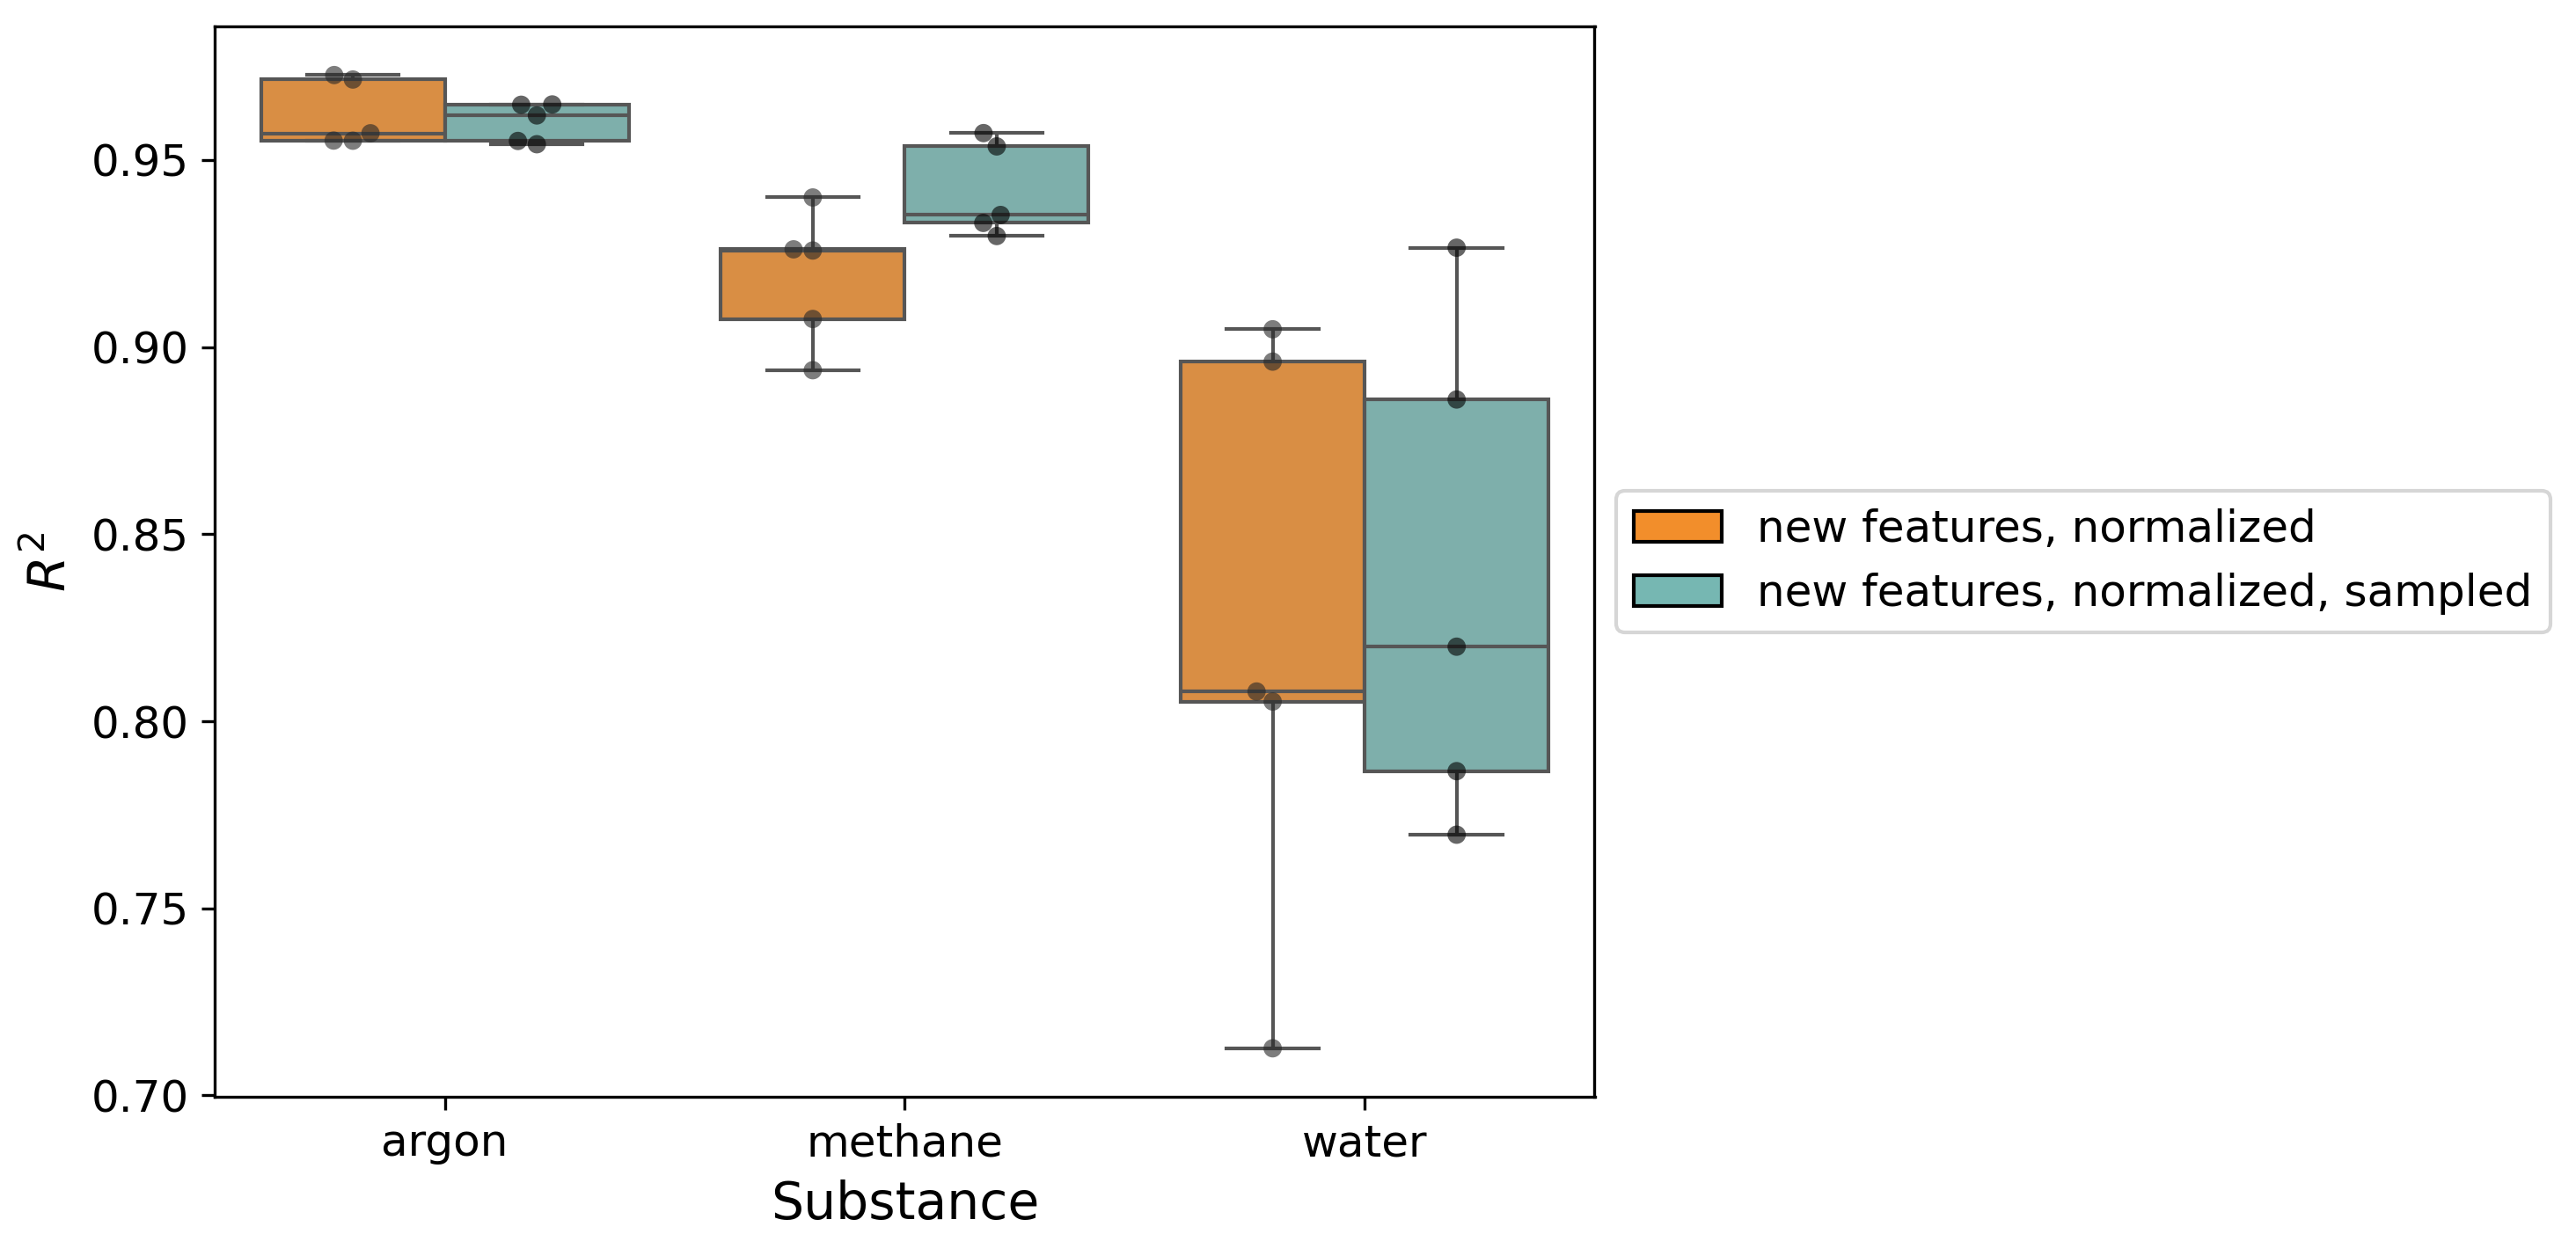 R²
0.95
0.90
0.85
0.80
0.75
0.70
argon
methane
water
Substance
new features, normalized
new features, normalized, sampled